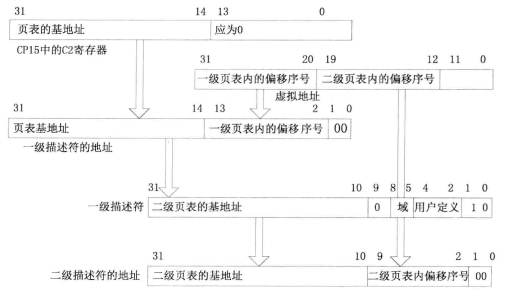 31 14 13 0
页表的基地址 应为0
CP15中的C2寄存器
31 20 19 12 11 0
一级页表内的偏移序号 二级页表内的偏移序号
虚拟地址
31 14 13 2 1 0
页表基地址 一级页表内的偏移序号 00
一级描述符的地址
31 10 9 8 5 4 2 1 0
一级描述符 二级页表的基地址 0 域 用户定义 1 0
31 10 9 2 1 0
二级描述符的地址 二级页表的基地址 二级页表内偏移序号 00